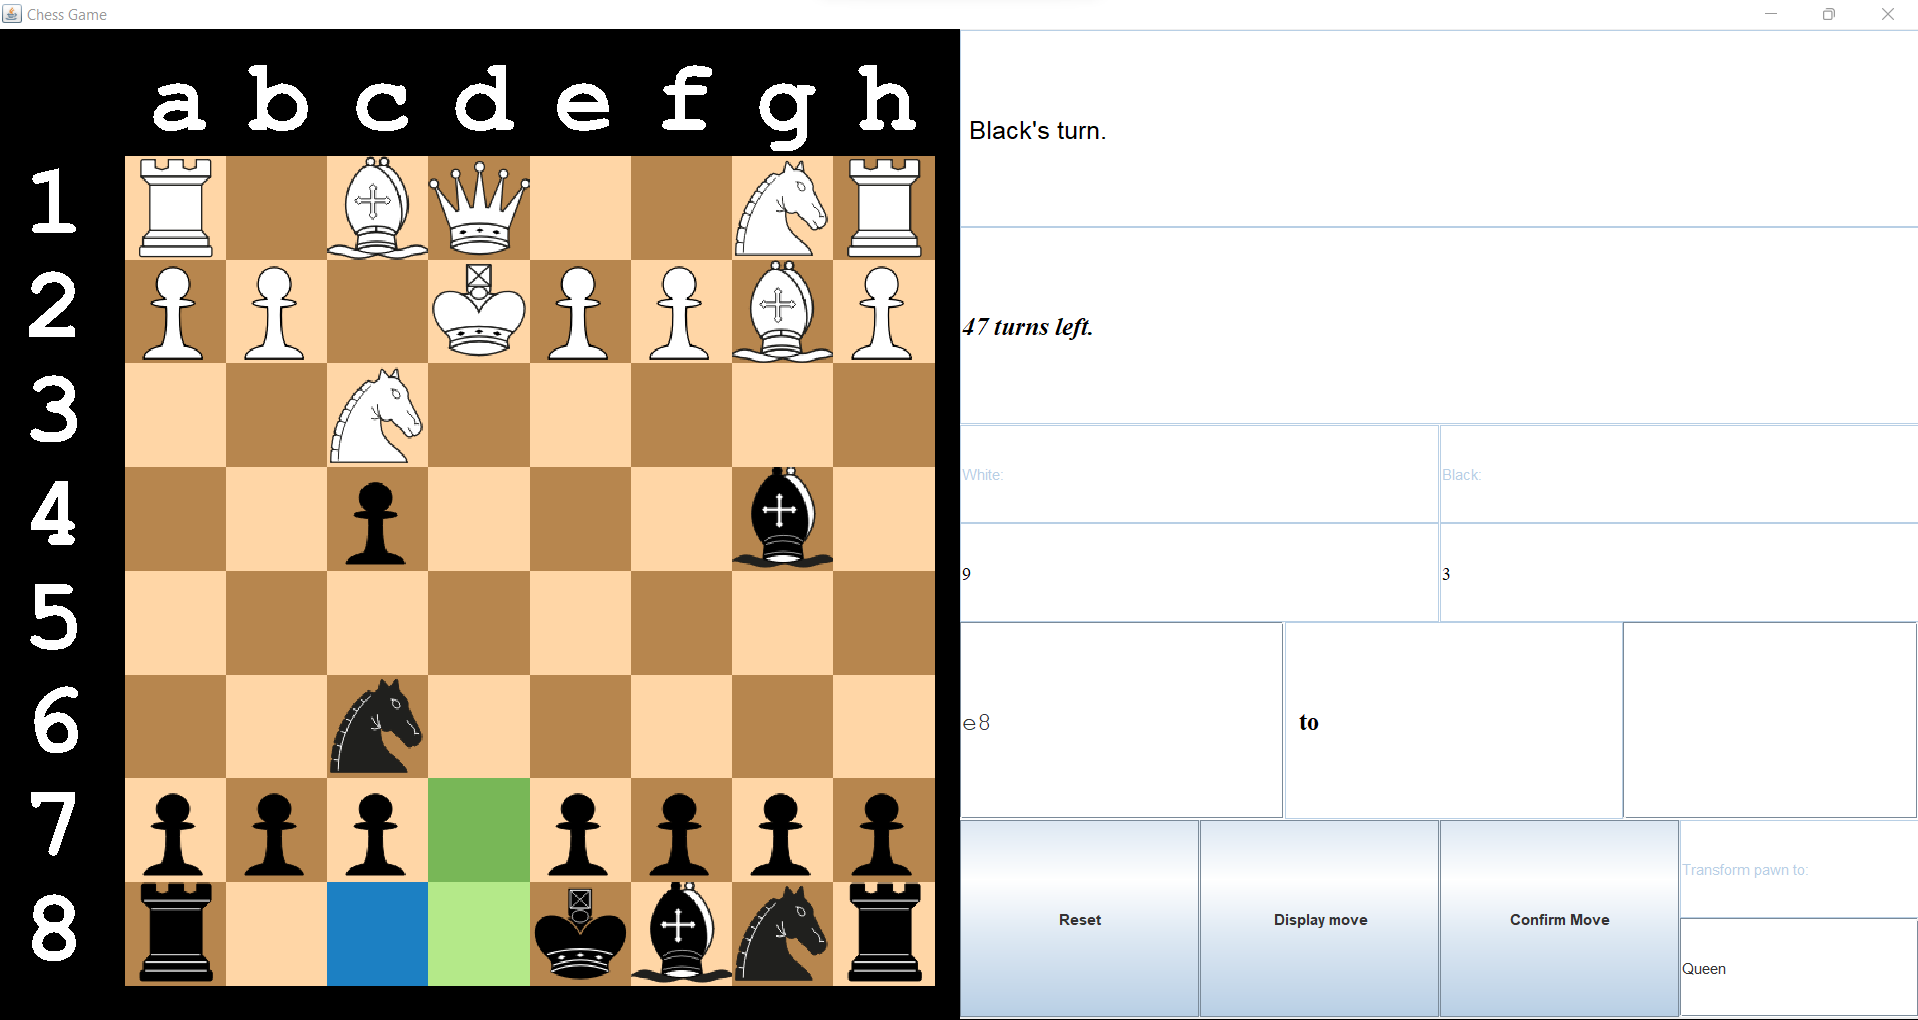 Chess Game
a b c d e f g h
1
2
3
4
5
6
7
8
Black's turn.
47 turns left.
White:
Black:
9
3
e8
to
Reset
Display move
Confirm Move
Transform pawn to:
Queen